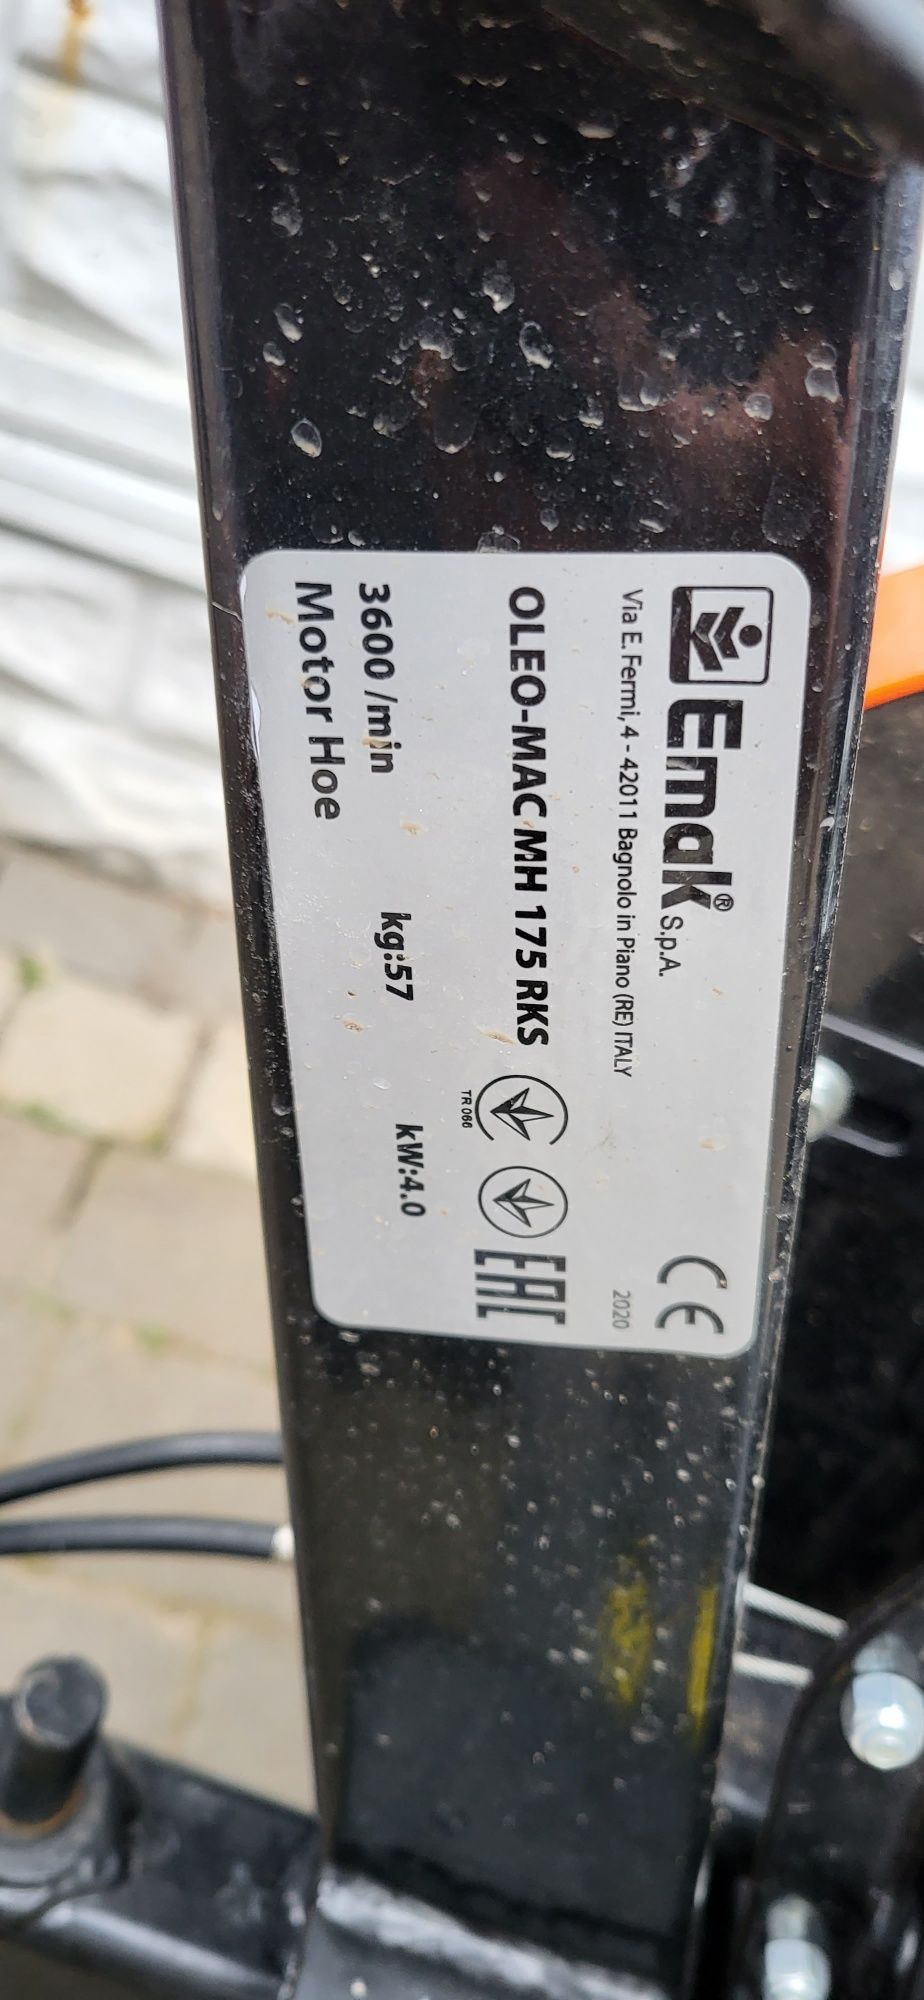 Emak® S.p.A.
Via E. Fermi, 4 - 42011 Bagnolo in Piano (RE) ITALY
CE
2020
OLEO-MAC MH 175 RKS
TR 066
EAC
3600 /min kg:57 kW:4.0
Motor Hoe